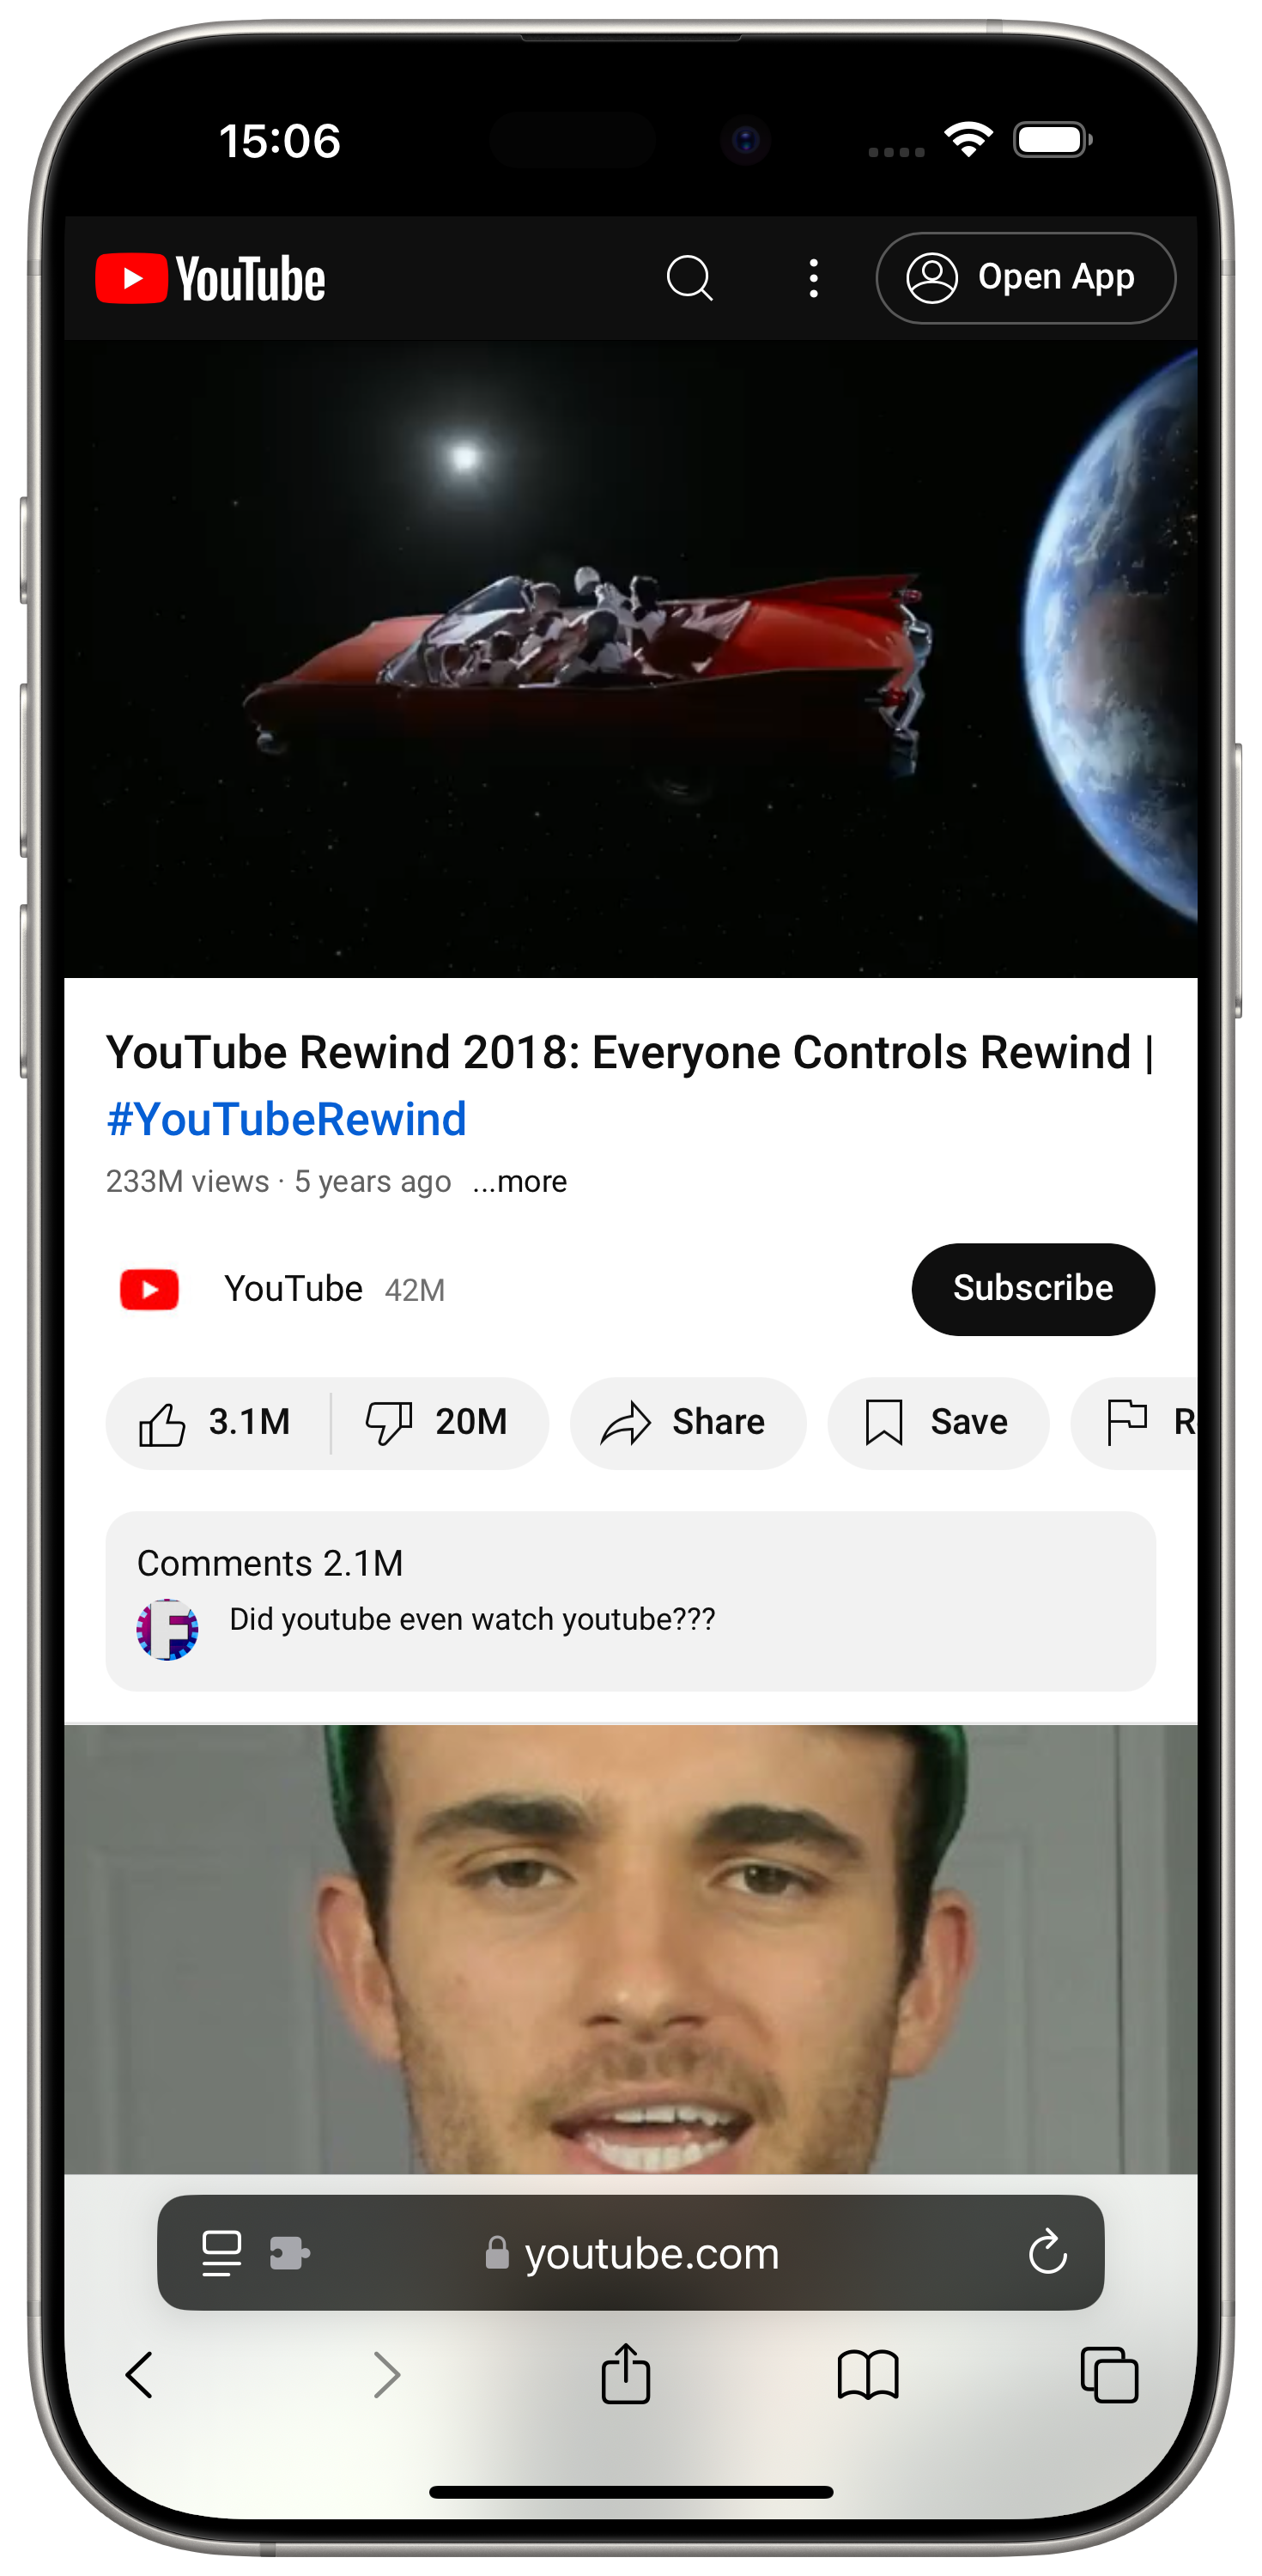 15:06
YouTube
Open App
YouTube Rewind 2018: Everyone Controls Rewind |
#YouTubeRewind
233M views · 5 years ago ...more
YouTube 42M
Subscribe
3.1M 20M Share Save R
Comments 2.1M
F
Did youtube even watch youtube???
youtube.com